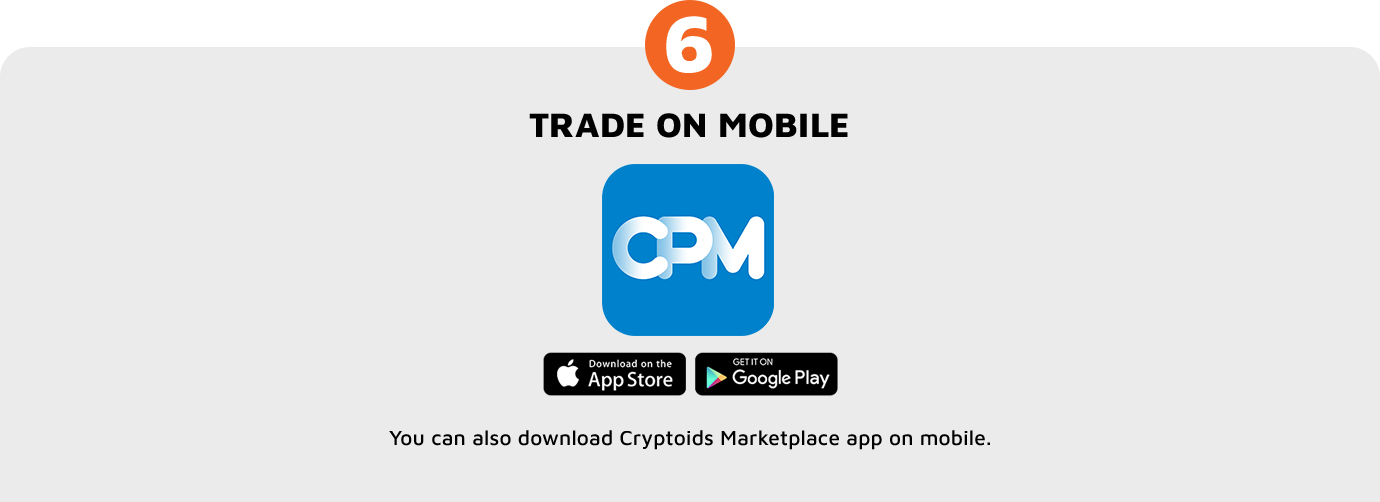 6
TRADE ON MOBILE
CPM
Download on the
App Store
GET IT ON
Google Play
You can also download Cryptoids Marketplace app on mobile.